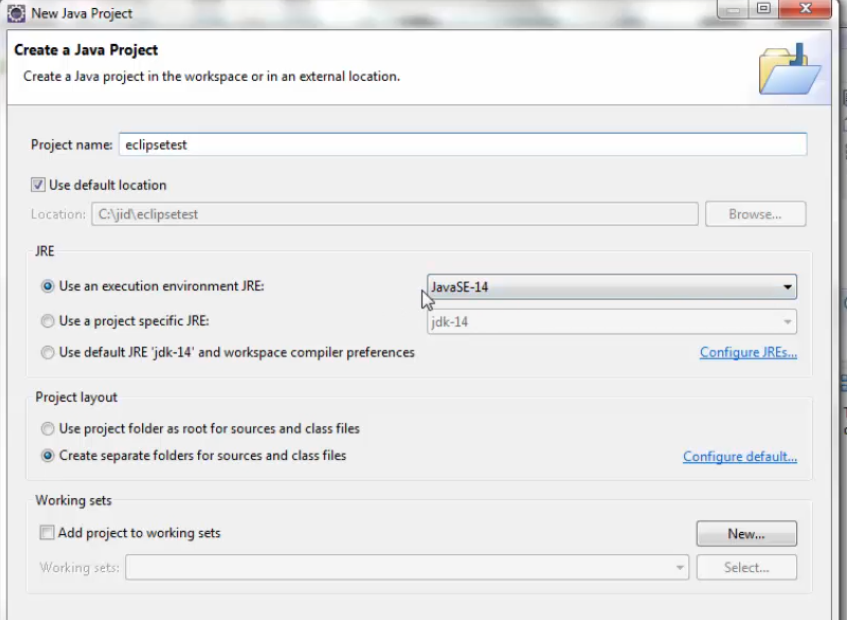 New Java Project
Create a Java Project
Create a Java project in the workspace or in an external location.
Project name: eclipsetest
Use default location
Location: C:\jid\eclipsetest Browse...
JRE
Use an execution environment JRE: JavaSE-14
Use a project specific JRE: jdk-14
Use default JRE 'jdk-14' and workspace compiler preferences Configure JREs...
Project layout
Use project folder as root for sources and class files
Create separate folders for sources and class files Configure default...
Working sets
Add project to working sets New...
Working sets: Select...